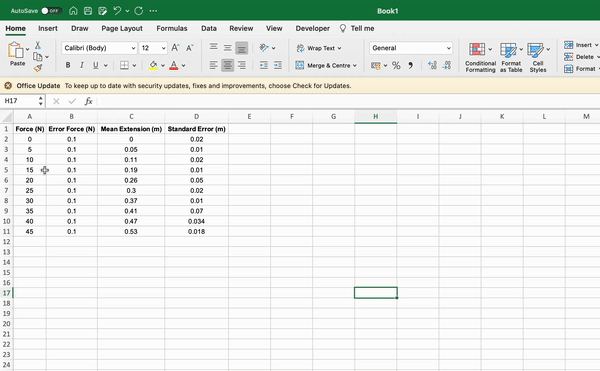 AutoSave OFF Book1
Home Insert Draw Page Layout Formulas Data Review View Developer Tell me
Paste Calibri (Body) 12 A^ Aˇ Wrap Text General Conditional Formatting Format as Table Cell Styles Insert
B I U A Merge & Centre % Delete
Format
Office Update To keep up to date with security updates, fixes and improvements, choose Check for Updates.
H17 fx
A B C D E F G H I J K L M
1 Force (N) Error Force (N) Mean Extension (m) Standard Error (m)
2 0 0.1 0 0.02
3 5 0.1 0.05 0.01
4 10 0.1 0.11 0.02
5 15 0.1 0.19 0.01
6 20 0.1 0.26 0.05
7 25 0.1 0.3 0.02
8 30 0.1 0.37 0.01
9 35 0.1 0.41 0.07
10 40 0.1 0.47 0.034
11 45 0.1 0.53 0.018
12
13
14
15
16
17
18
19
20
21
22
23
24